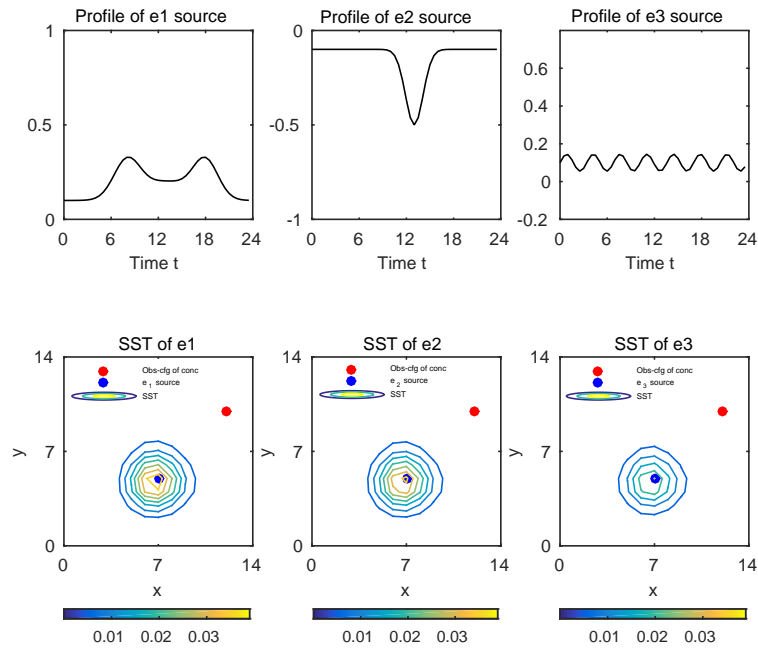 Profile of e1 source
1
0.5
0
0 6 12 18 24
Time t
Profile of e2 source
-0
-0.5
-1
0 6 12 18 24
Time t
Profile of e3 source
0.6
0.4
0.2
0
-0.2
0 6 12 18 24
Time t
SST of e1
14
7
0
y
Obs-cfg of conc
e 1 source
SST
0 7 14
x
0.01 0.02 0.03
SST of e2
14
7
0
y
Obs-cfg of conc
e 2 source
SST
0 7 14
x
0.01 0.02 0.03
SST of e3
14
7
0
y
Obs-cfg of conc
e 3 source
SST
0 7 14
x
0.01 0.02 0.03